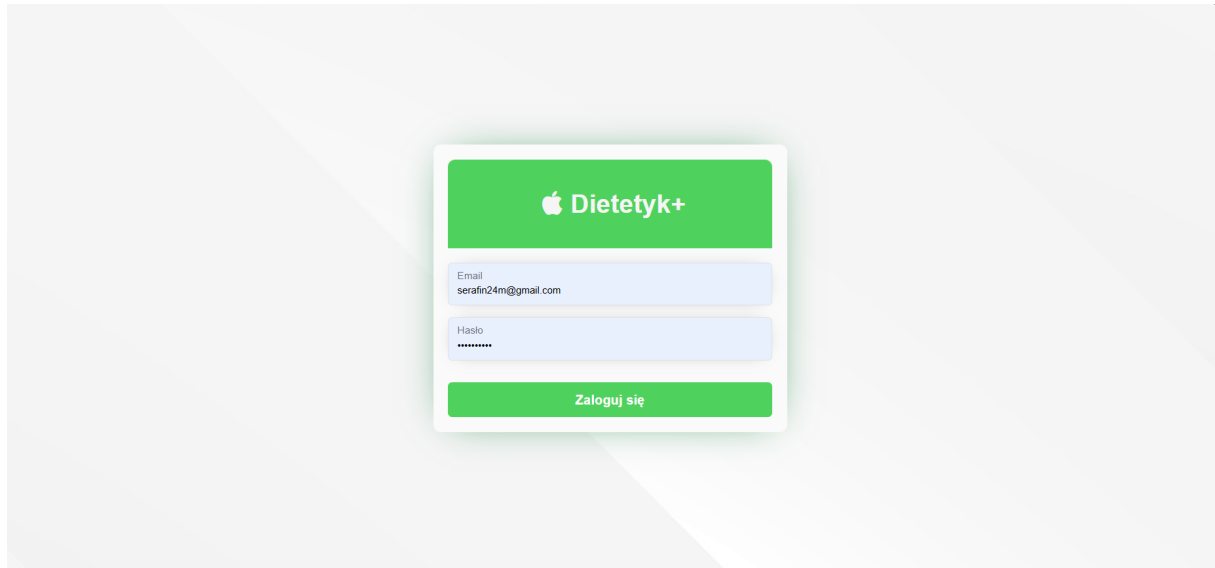 Dietetyk+
Email
serafin24m@gmail.com
Hasło
••••••••••
Zaloguj się